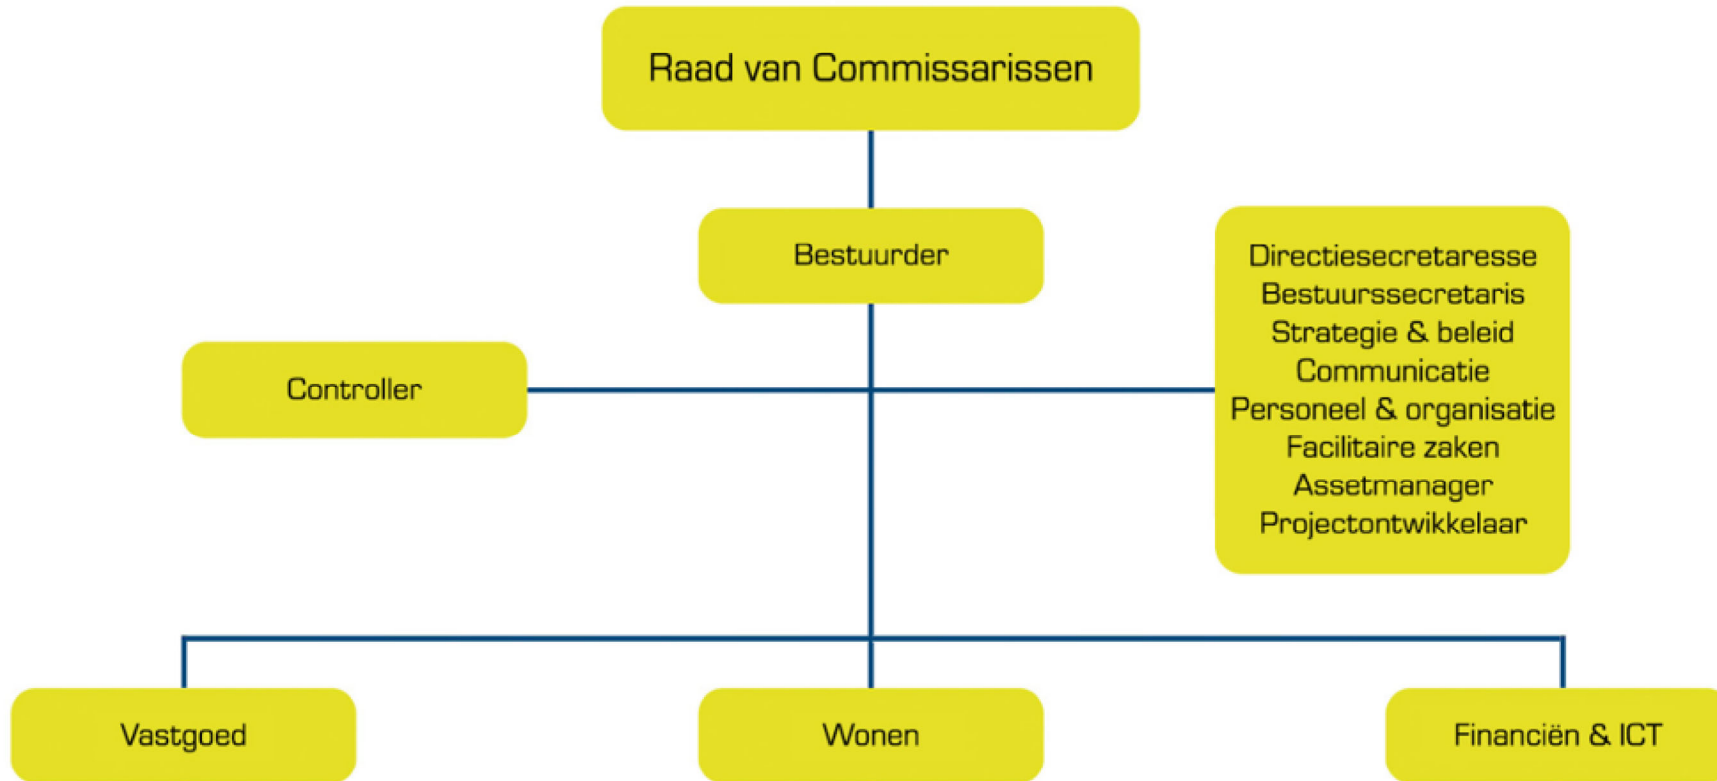 Raad van Commissarissen
Bestuurder
Directiesecretaresse
Bestuurssecretaris
Strategie & beleid
Communicatie
Personeel & organisatie
Facilitaire zaken
Assetmanager
Projectontwikkelaar
Controller
Vastgoed
Wonen
Financiën & ICT